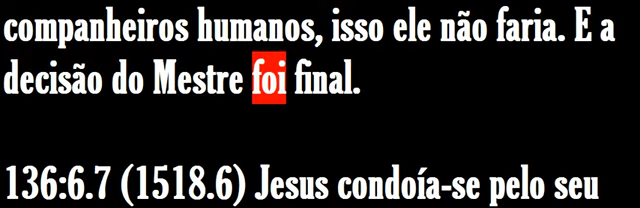 companheiros humanos, isso ele não faria. E a
decisão do Mestre foi final.
136:6.7 (1518.6) Jesus condoía-se pelo seu